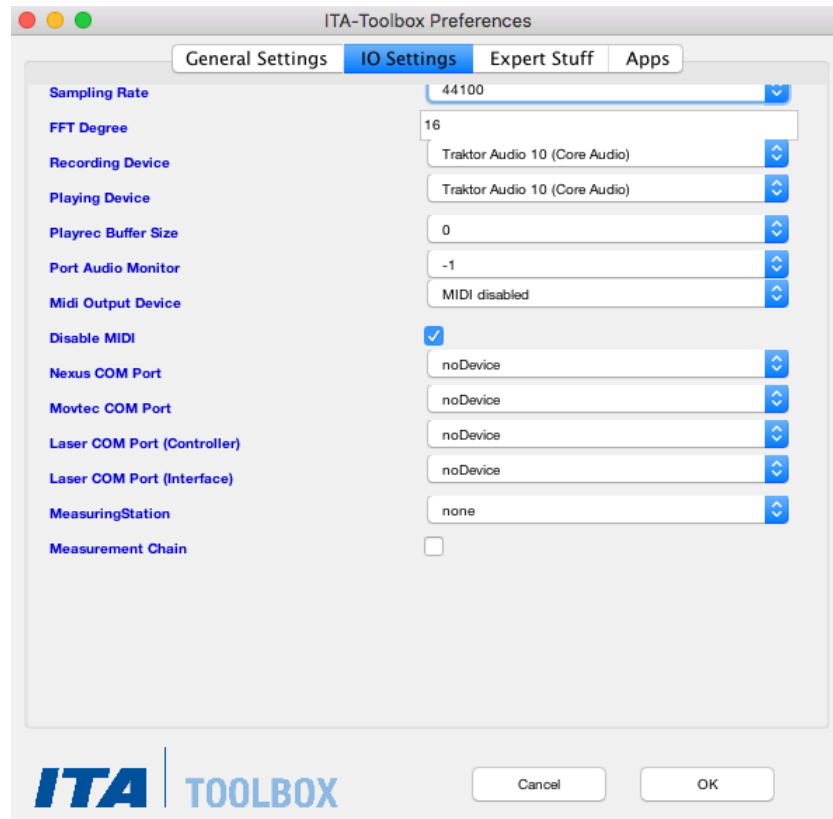 ITA-Toolbox Preferences
General Settings IO Settings Expert Stuff Apps
Sampling Rate 44100
FFT Degree 16
Recording Device Traktor Audio 10 (Core Audio)
Playing Device Traktor Audio 10 (Core Audio)
Playrec Buffer Size 0
Port Audio Monitor -1
Midi Output Device MIDI disabled
Disable MIDI
Nexus COM Port noDevice
Movtec COM Port noDevice
Laser COM Port (Controller) noDevice
Laser COM Port (Interface) noDevice
MeasuringStation none
Measurement Chain
ITA TOOLBOX Cancel OK